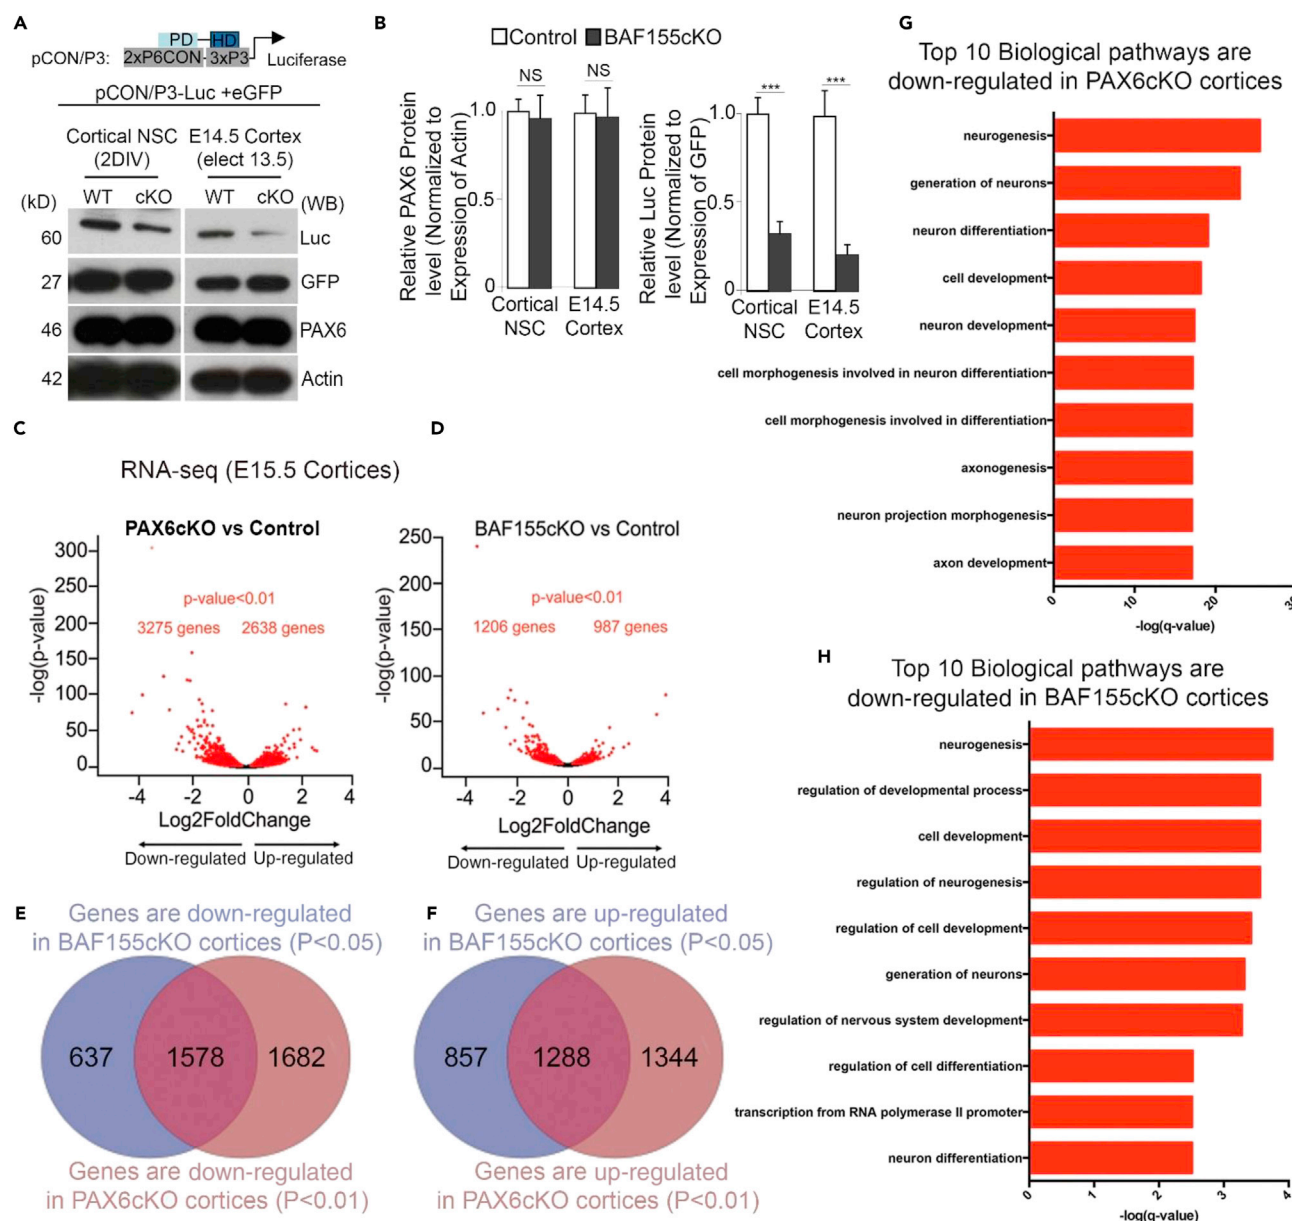 A
PD HD
pCON/P3: 2xP6CON 3xP3 Luciferase
pCON/P3-Luc +eGFP
Cortical NSC E14.5 Cortex
(2DIV) (elect 13.5)
(kD) WT cKO WT cKO (WB)
60 Luc
27 GFP
46 PAX6
42 Actin
B
Control BAF155cKO
Relative PAX6 Protein
level (Normalized to
Expression of Actin)
1.0
0.5
0
NS NS
Cortical E14.5
NSC Cortex
Relative Luc Protein
level (Normalized to
Expression of GFP)
1.0
0.5
0
*** ***
Cortical E14.5
NSC Cortex
C
D
RNA-seq (E15.5 Cortices)
PAX6cKO vs Control
-log(p-value)
300
250
200
150
100
50
0
p-value<0.01
3275 genes 2638 genes
-4 -2 0 2 4
Log2FoldChange
Down-regulated Up-regulated
BAF155cKO vs Control
-log(p-value)
250
200
150
100
50
0
p-value<0.01
1206 genes 987 genes
-4 -2 0 2 4
Log2FoldChange
Down-regulated Up-regulated
E
Genes are down-regulated
in BAF155cKO cortices (P<0.05)
637 1578 1682
Genes are down-regulated
in PAX6cKO cortices (P<0.01)
F
Genes are up-regulated
in BAF155cKO cortices (P<0.05)
857 1288 1344
Genes are up-regulated
in PAX6cKO cortices (P<0.01)
G
Top 10 Biological pathways are
down-regulated in PAX6cKO cortices
neurogenesis
generation of neurons
neuron differentiation
cell development
neuron development
cell morphogenesis involved in neuron differentiation
cell morphogenesis involved in differentiation
axonogenesis
neuron projection morphogenesis
axon development
0 10 20 30
-log(q-value)
H
Top 10 Biological pathways are
down-regulated in BAF155cKO cortices
neurogenesis
regulation of developmental process
cell development
regulation of neurogenesis
regulation of cell development
generation of neurons
regulation of nervous system development
regulation of cell differentiation
transcription from RNA polymerase II promoter
neuron differentiation
0 1 2 3 4
-log(q-value)